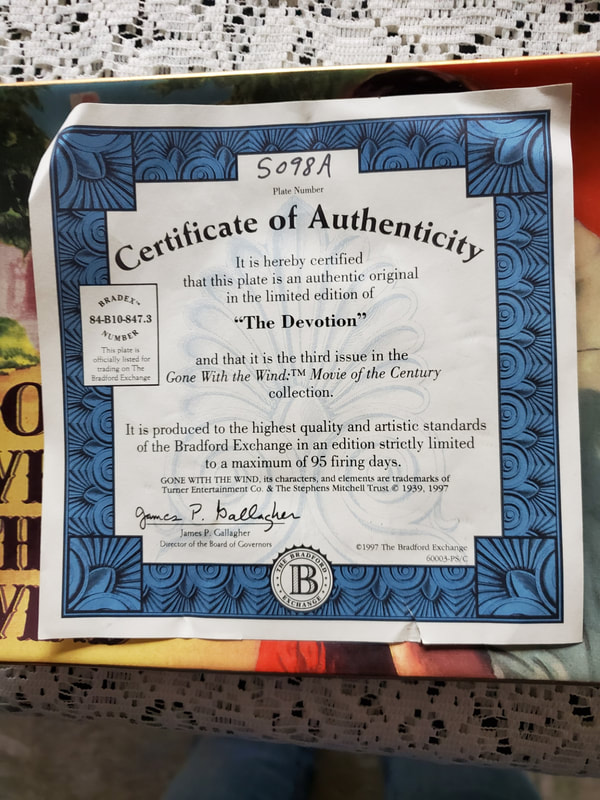 5098A
Plate Number
Certificate of Authenticity
It is hereby certified
that this plate is an authentic original
in the limited edition of
“The Devotion”
BRADEX™
84-B10-847.3
NUMBER
This plate is
officially listed for
trading on The
Bradford Exchange
and that it is the third issue in the
Gone With the Wind:™ Movie of the Century
collection.
It is produced to the highest quality and artistic standards
of the Bradford Exchange in an edition strictly limited
to a maximum of 95 firing days.
GONE WITH THE WIND, its characters, and elements are trademarks of
Turner Entertainment Co. & The Stephens Mitchell Trust © 1939, 1997
James P. Gallagher
James P. Gallagher
Director of the Board of Governors
©1997 The Bradford Exchange
60003-PS/C
THE BRADFORD
B
EXCHANGE